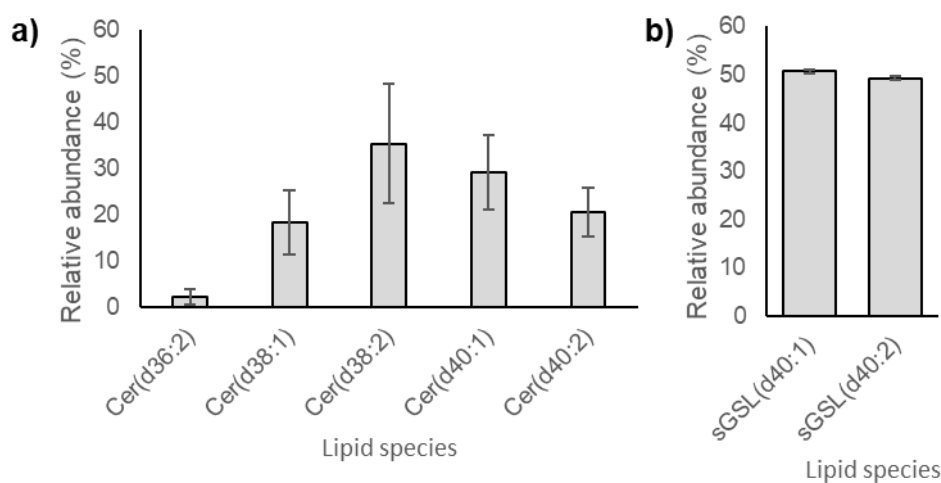 a)
Relative abundance (%)
60
50
40
30
20
10
0
Cer(d36:2)
Cer(d38:1)
Cer(d38:2)
Cer(d40:1)
Cer(d40:2)
Lipid species
b)
Relative abundance (%)
60
50
40
30
20
10
0
sGSL(d40:1)
sGSL(d40:2)
Lipid species